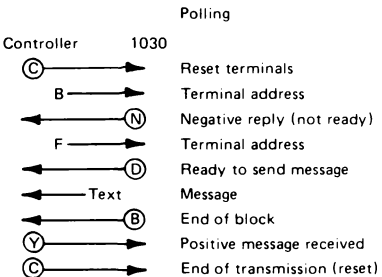 Polling
Controller 1030
C Reset terminals
B Terminal address
N Negative reply (not ready)
F Terminal address
D Ready to send message
Text Message
B End of block
Y Positive message received
C End of transmission (reset)